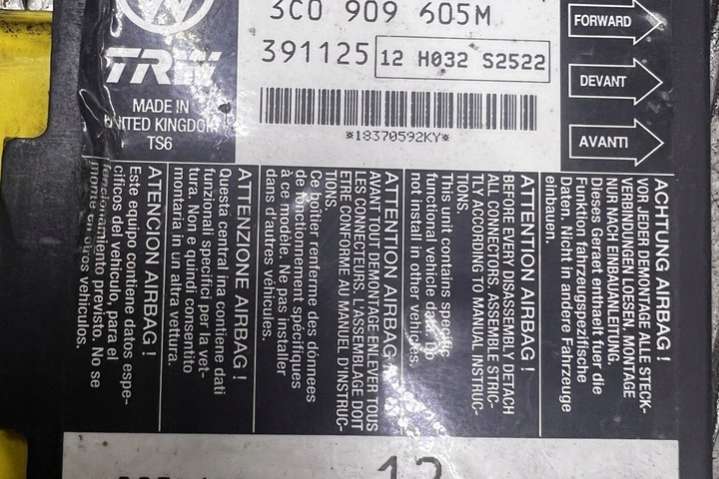 3C0 909 605M
391125 12 H032 S2522
*18370592KY*
TRW
MADE IN
UNITED KINGDOM
TS6
FORWARD
DEVANT
AVANTI
ACHTUNG AIRBAG !
VOR JEDER DEMONTAGE ALLE STECK-
VERBINDUNGEN LOESEN. MONTAGE
NUR NACH EINBAUANLEITUNG.
Dieses Geraet enthaelt fuer die
Funktion fahrzeugspezifische
Daten. Nicht in andere Fahrzeuge
einbauen.
ATTENTION AIRBAG !
BEFORE EVERY DISASSEMBLY DETACH
ALL CONNECTORS. ASSEMBLE STRIC-
TLY ACCORDING TO MANUAL INSTRUC-
TIONS.
This unit contains specific
functional vehicle data. Do
not install in other vehicles.
ATTENTION AIRBAG !
AVANT TOUT DEMONTAGE ENLEVER TOUS
LES CONNECTEURS. L'ASSEMBLAGE DOIT
ETRE CONFORME AU MANUEL D'INSTRUC-
TIONS.
Ce boîtier renferme des données
de fonctionnement spécifiques
à ce modèle. Ne pas installer
dans d'autres véhicules.
ATTENZIONE AIRBAG !
Questa centralina contiene dati
funzionali specifici per la vet-
tura. Non e quindi consentito
montarla in un altra vettura.
ATENCION AIRBAG !
Este equipo contiene datos espe-
cíficos del vehículo, para el
funcionamiento previsto. No se
monte en otros vehículos.
12